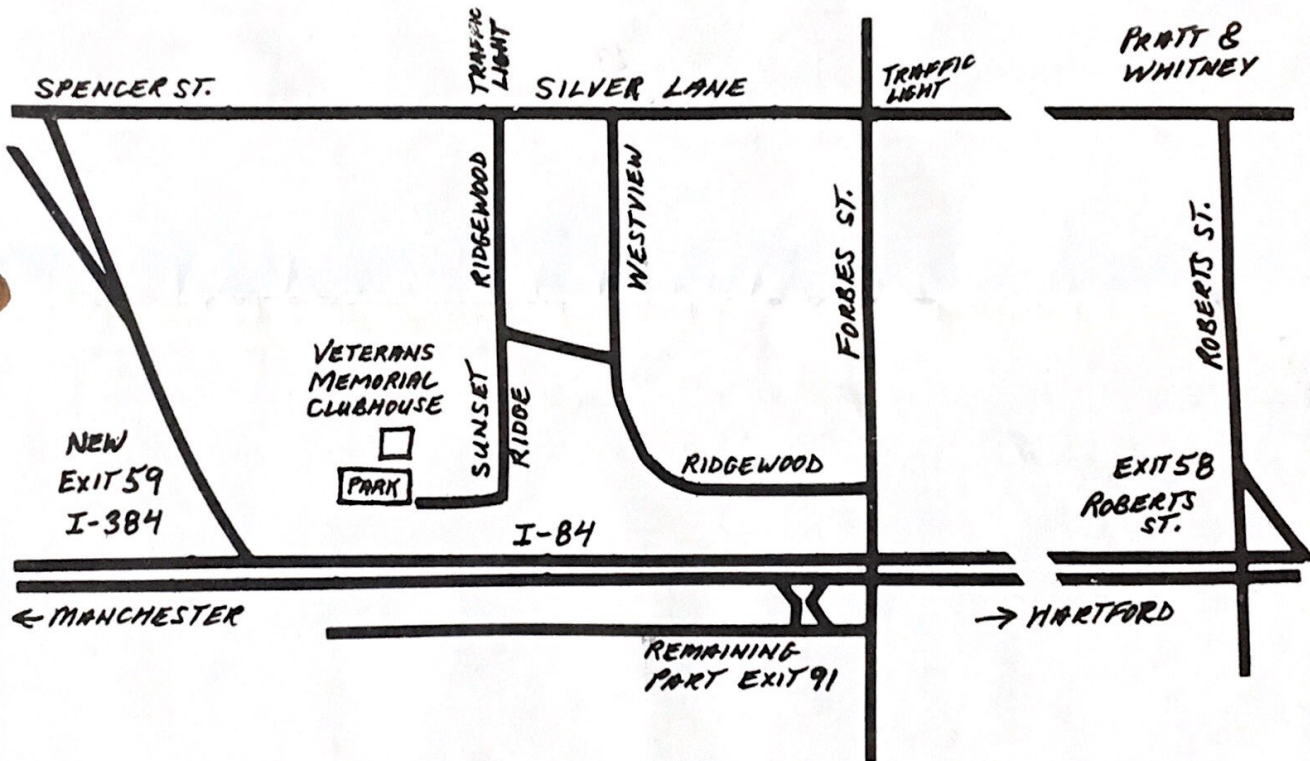 SPENCER ST.
TRAFFIC
LIGHT
SILVER LANE
TRAFFIC
LIGHT
PRATT &
WHITNEY
RIDGEWOOD
WESTVIEW
FORBES ST.
ROBERTS ST.
VETERANS
MEMORIAL
CLUBHOUSE
PARK
SUNSET
RIDGE
RIDGEWOOD
NEW
EXIT 59
I-384
I-84
EXIT 58
ROBERTS
ST.
← MANCHESTER
→ HARTFORD
REMAINING
PART EXIT 91